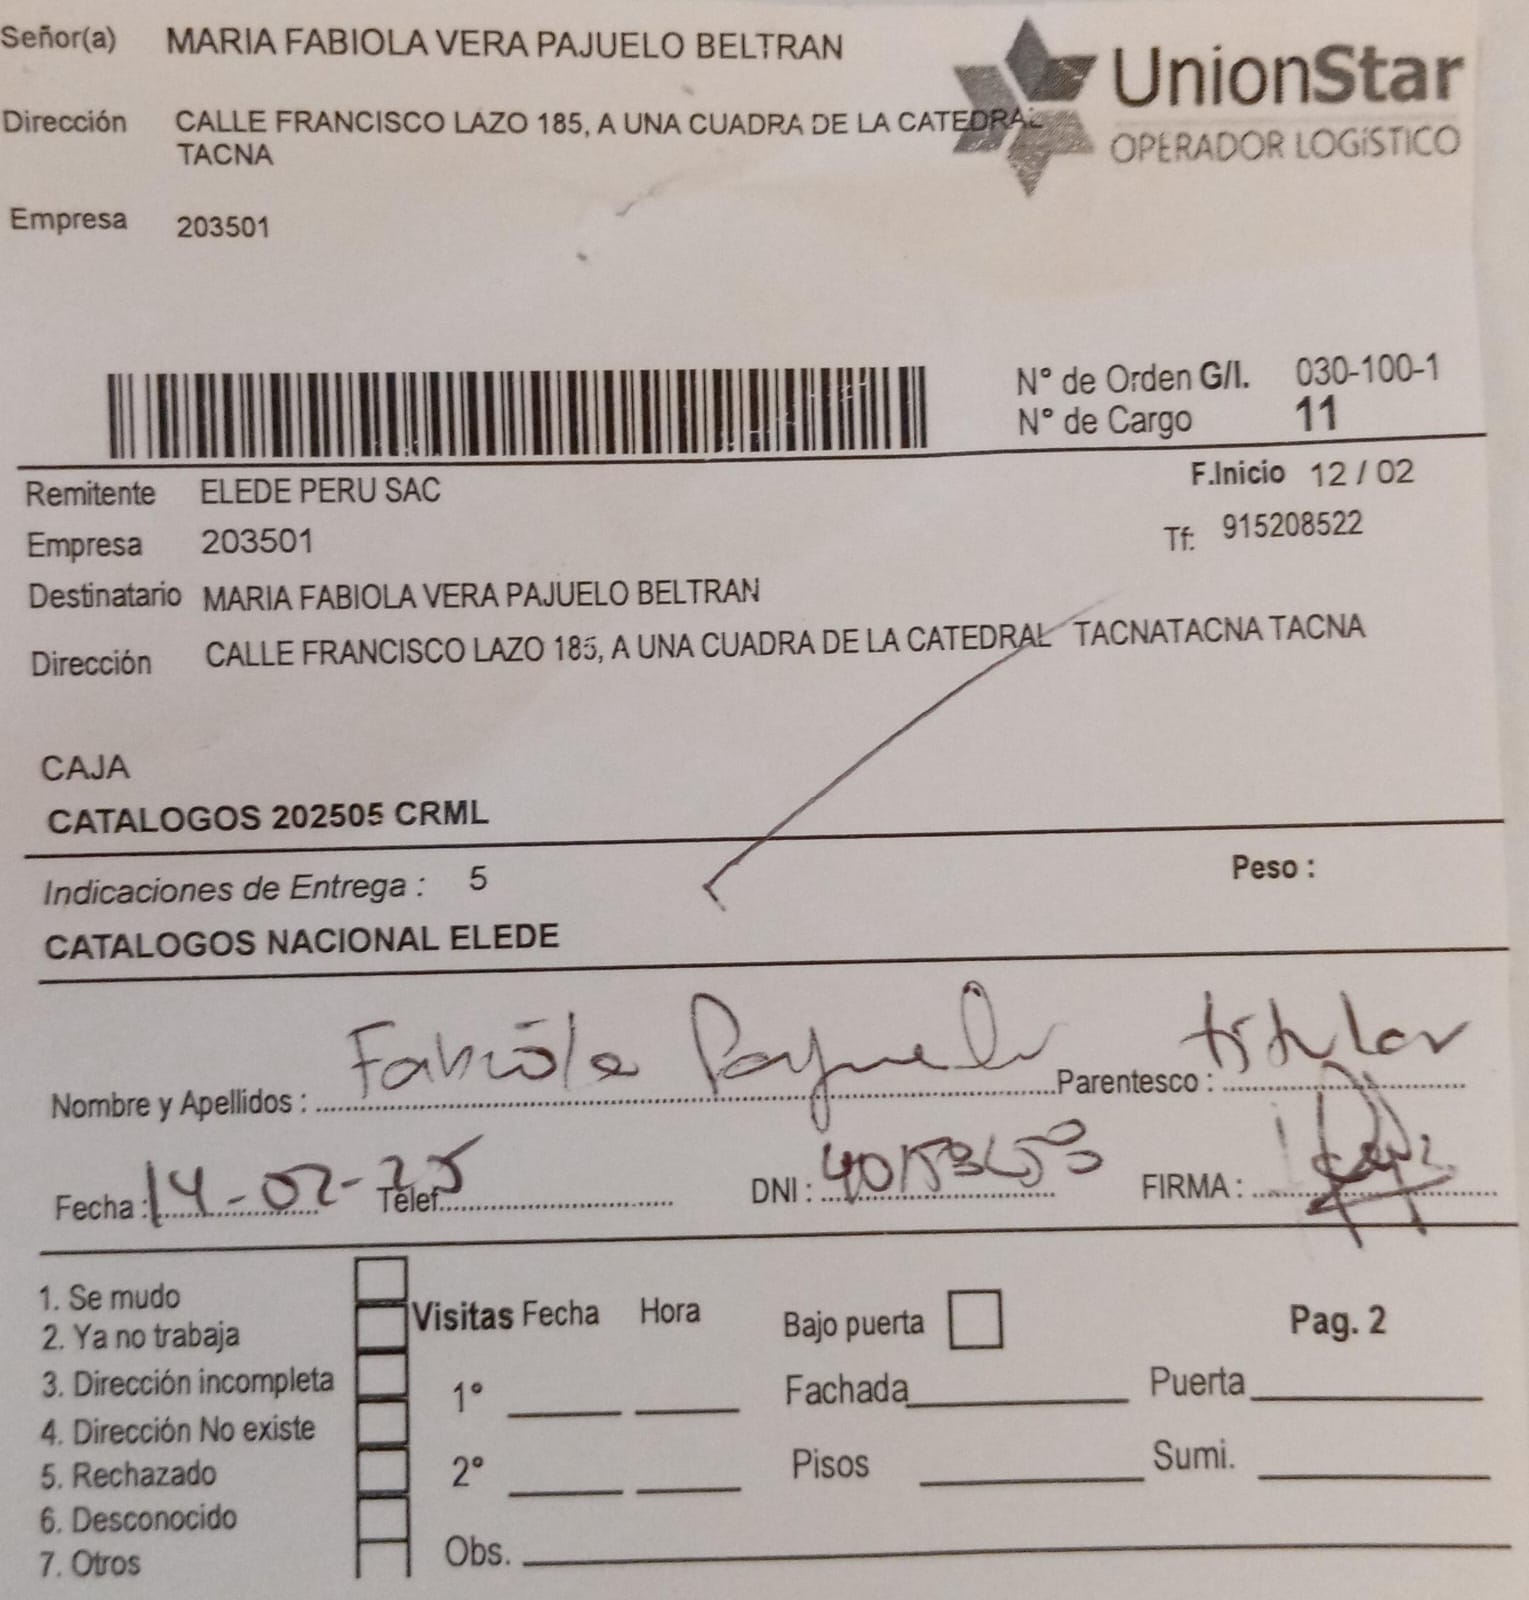 Señor(a) MARIA FABIOLA VERA PAJUELO BELTRAN
UnionStar
OPERADOR LOGíSTICO
Dirección CALLE FRANCISCO LAZO 185, A UNA CUADRA DE LA CATEDRAL
TACNA
Empresa 203501
N° de Orden G/I. 030-100-1
N° de Cargo 11
Remitente ELEDE PERU SAC F.Inicio 12 / 02
Empresa 203501 Tf: 915208522
Destinatario MARIA FABIOLA VERA PAJUELO BELTRAN
Dirección CALLE FRANCISCO LAZO 185, A UNA CUADRA DE LA CATEDRAL TACNATACNA TACNA
CAJA
CATALOGOS 202505 CRML
Indicaciones de Entrega : 5 Peso :
CATALOGOS NACIONAL ELEDE
Nombre y Apellidos : Fabiola Pajuelo Parentesco : titular
Fecha : 14-02-25 Telef. DNI : FIRMA :
1. Se mudo
2. Ya no trabaja
3. Dirección incompleta
4. Dirección No existe
5. Rechazado
6. Desconocido
7. Otros
Visitas Fecha Hora
1°
2°
Obs.
Bajo puerta Pag. 2
Fachada Puerta
Pisos Sumi.